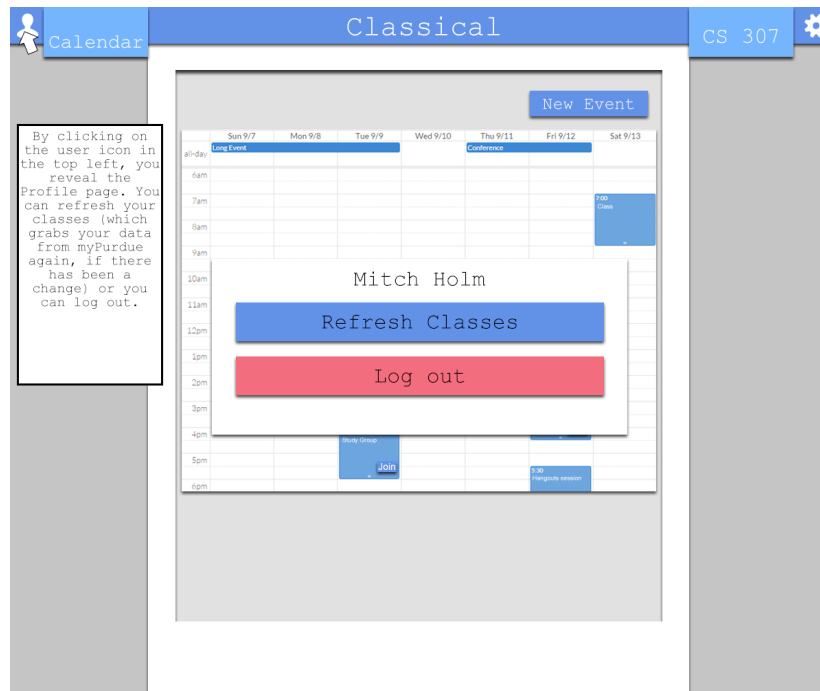 Classical
Calendar
CS 307
New Event
By clicking on
the user icon in
the top left, you
reveal the
Profile page. You
can refresh your
classes (which
grabs your data
from myPurdue
again, if there
has been a
change) or you
can log out.
Sun 9/7 Mon 9/8 Tue 9/9 Wed 9/10 Thu 9/11 Fri 9/12 Sat 9/13
all-day Long Event Conference
6am
7am
7:00
Class
8am
9am
10am
Mitch Holm
11am
Refresh Classes
12pm
1pm
2pm
Log out
3pm
4pm
Study Group
5pm
Join
5:30
Hangouts session
6pm